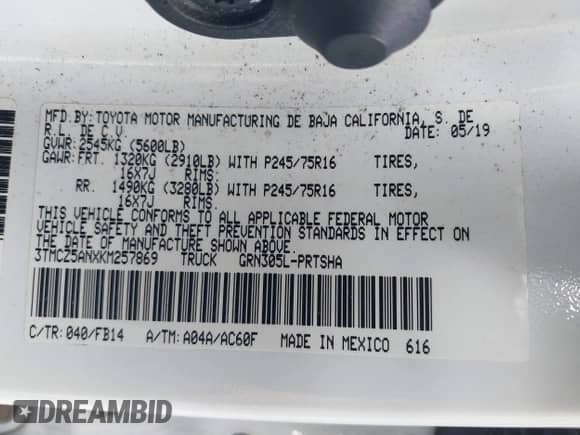 MFD.BY:TOYOTA MOTOR MANUFACTURING DE BAJA CALIFORNIA, S. DE
R.L. DE C.V. DATE: 05/19
GVWR:2545KG (5600LB)
GAWR:FRT. 1320KG (2910LB) WITH P245/75R16 TIRES,
16X7J RIMS.
RR. 1490KG (3280LB) WITH P245/75R16 TIRES,
16X7J RIMS.
THIS VEHICLE CONFORMS TO ALL APPLICABLE FEDERAL MOTOR
VEHICLE SAFETY AND THEFT PREVENTION STANDARDS IN EFFECT ON
THE DATE OF MANUFACTURE SHOWN ABOVE.
3TMCZ5ANXKM257869 TRUCK GRN305L-PRTSHA
C/TR:040/FB14 A/TM:A04A/AC60F MADE IN MEXICO 616
DREAMBID